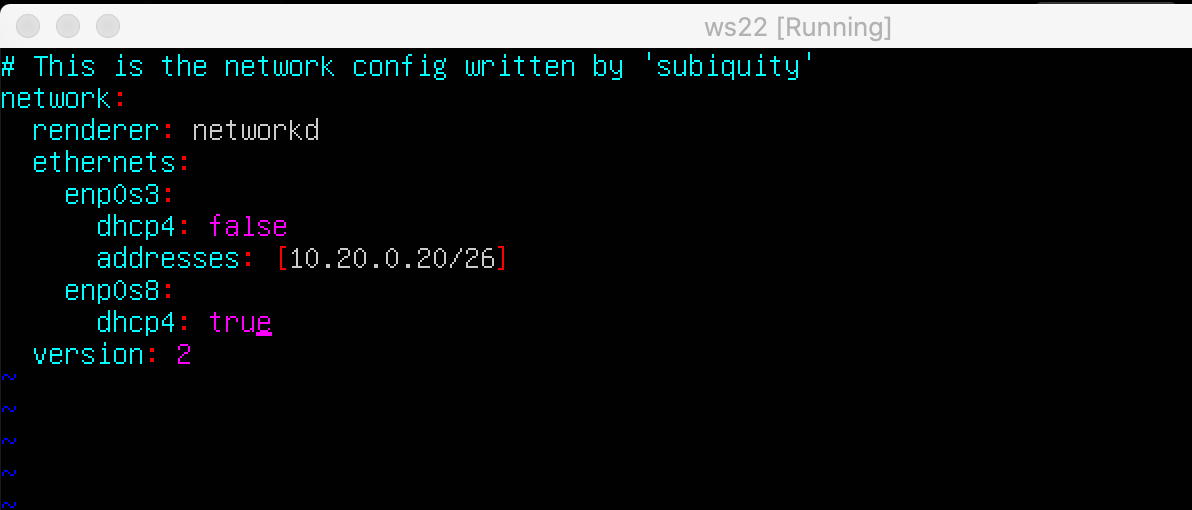 ws22 [Running]
# This is the network config written by 'subiquity'
network:
  renderer: networkd
  ethernets:
    enp0s3:
      dhcp4: false
      addresses: [10.20.0.20/26]
    enp0s8:
      dhcp4: true
  version: 2
~
~
~
~
~